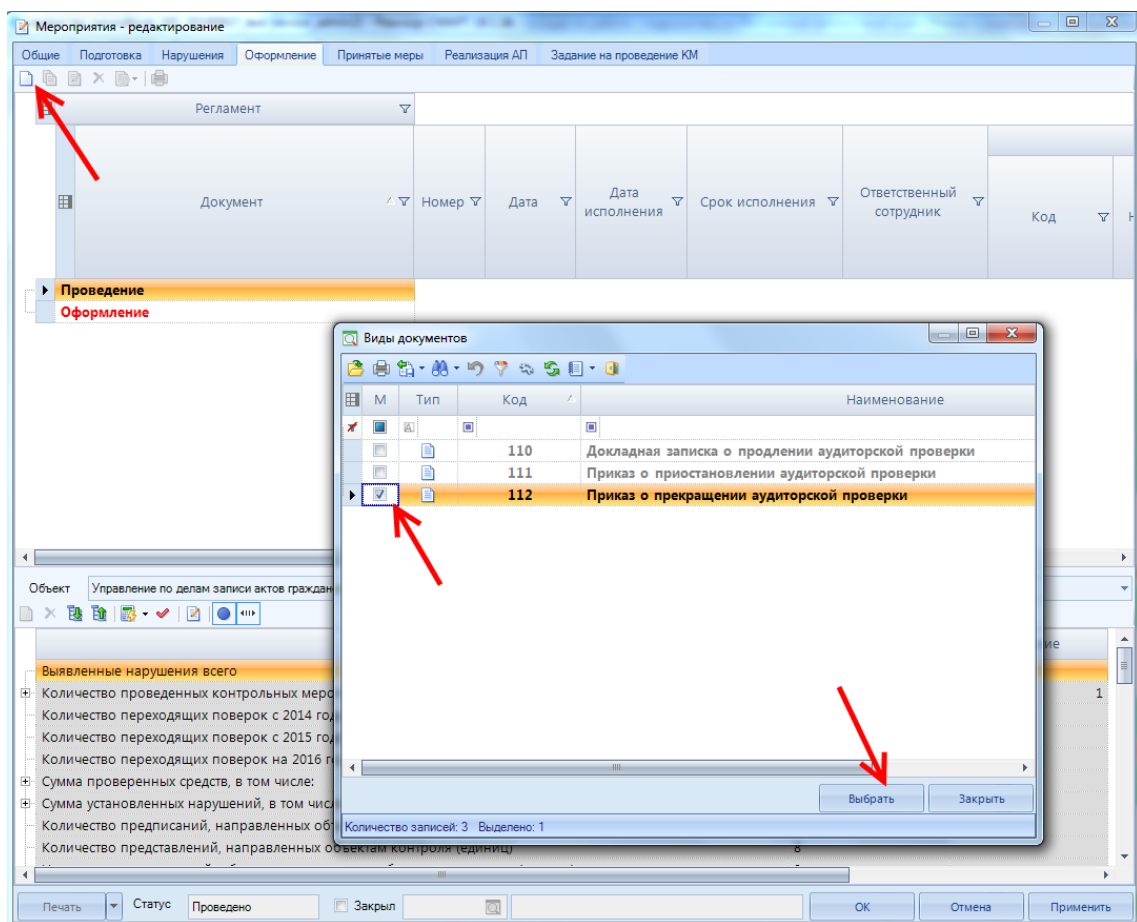 Мероприятия - редактирование
Общие Подготовка Нарушения Оформление Принятые меры Реализация АП Задание на проведение КМ
Регламент
Документ Номер Дата Дата исполнения Срок исполнения Ответственный сотрудник Код
Проведение
Оформление
Виды документов
М Тип Код Наименование
110 Докладная записка о продлении аудиторской проверки
111 Приказ о приостановлении аудиторской проверки
112 Приказ о прекращении аудиторской проверки
Выбрать Закрыть
Количество записей: 3 Выделено: 1
Объект Управление по делам записи актов граждан
ие
Выявленные нарушения всего
Количество проведенных контрольных меро 1
Количество переходящих поверок с 2014 год
Количество переходящих поверок с 2015 год
Количество переходящих поверок на 2016 г
Сумма проверенных средств, в том числе:
Сумма установленных нарушений, в том числ
Количество предписаний, направленных об
Количество представлений, направленных объектам контроля (единиц) 8
Печать Статус Проведено Закрыл ОК Отмена Применить